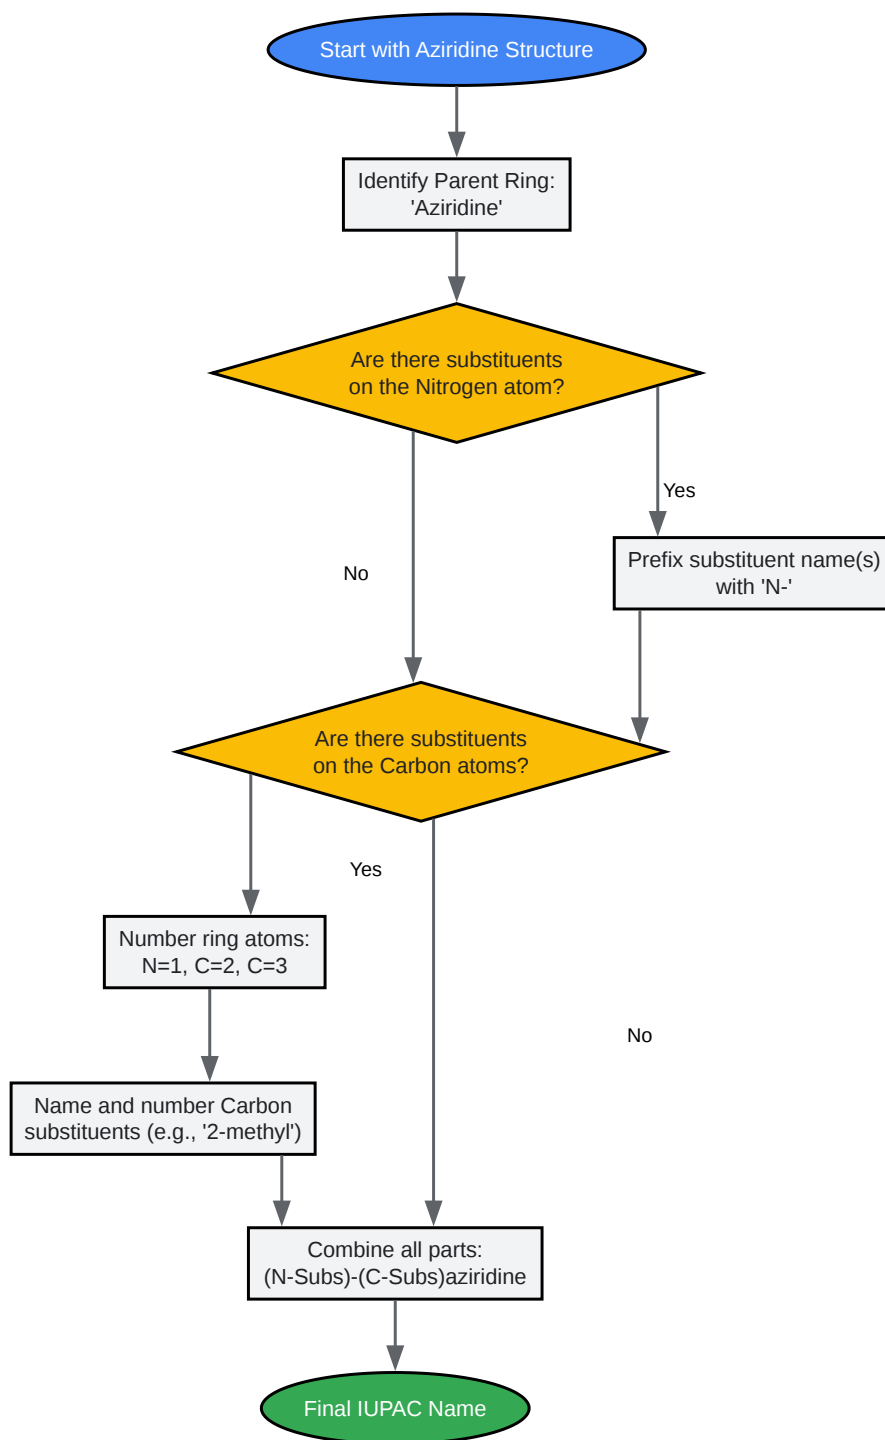 Start with Aziridine Structure
Identify Parent Ring:
'Aziridine'
Are there substituents
on the Nitrogen atom?
Yes
No
Prefix substituent name(s)
with 'N-'
Are there substituents
on the Carbon atoms?
Yes
Number ring atoms:
N=1, C=2, C=3
No
Name and number Carbon
substituents (e.g., '2-methyl')
Combine all parts:
(N-Subs)-(C-Subs)aziridine
Final IUPAC Name